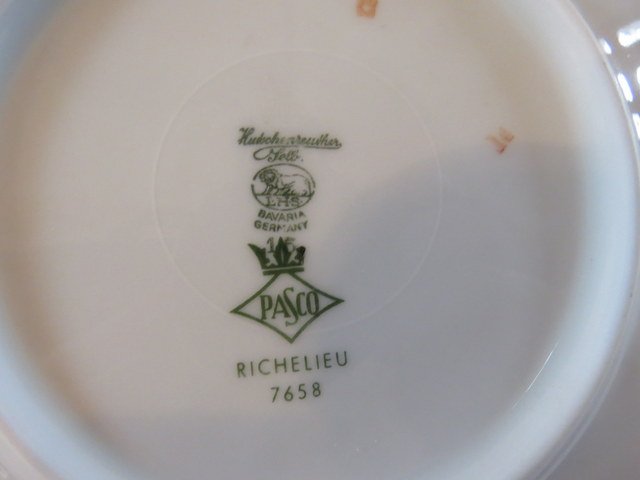 Hutschenreuther
Selb.
LHS
BAVARIA
GERMANY
PASCO
RICHELIEU
7658